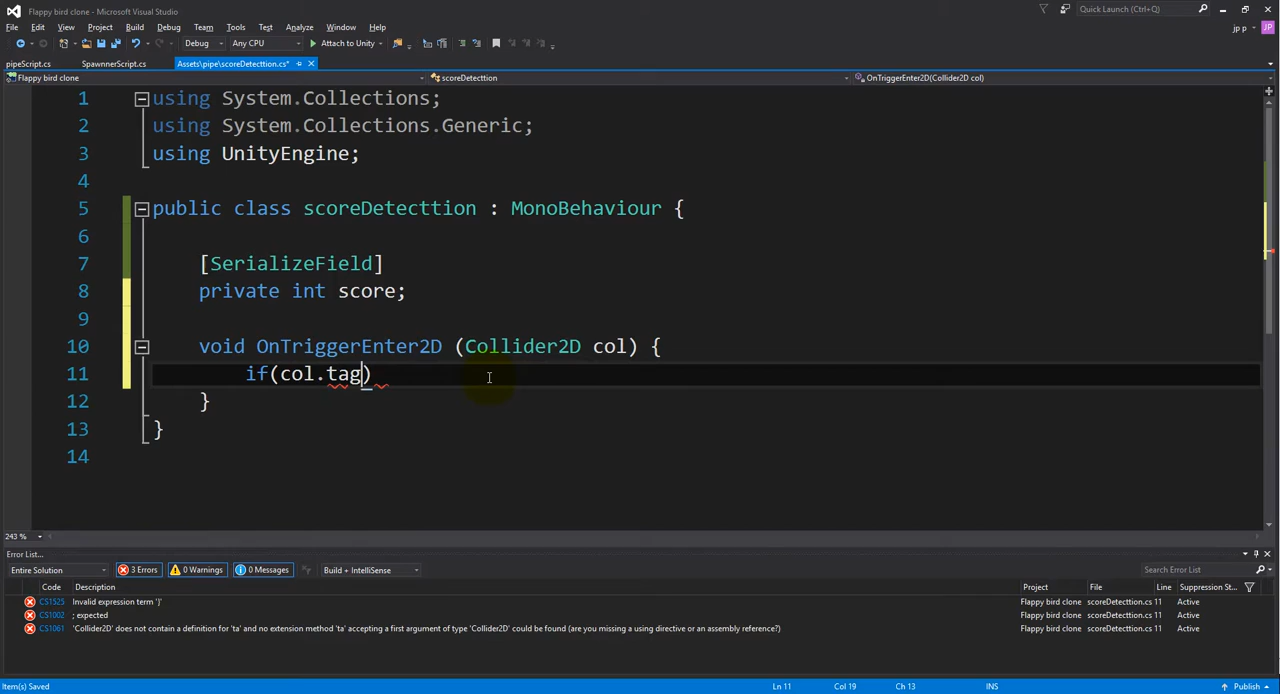 Flappy bird clone - Microsoft Visual Studio
Quick Launch (Ctrl+Q)
File Edit View Project Build Debug Team Tools Test Analyze Window Help
jp p JP
Debug Any CPU Attach to Unity
pipeScript.cs SpawnnerScript.cs Assets\pipe\scoreDetecttion.cs*
Flappy bird clone scoreDetecttion OnTriggerEnter2D(Collider2D col)
1 using System.Collections;
2 using System.Collections.Generic;
3 using UnityEngine;
4
5 public class scoreDetecttion : MonoBehaviour {
6
7 [SerializeField]
8 private int score;
9
10 void OnTriggerEnter2D (Collider2D col) {
11 if(col.tag)
12 }
13 }
14
243 %
Error List...
Entire Solution 3 Errors 0 Warnings 0 Messages Build + IntelliSense Search Error List
Code Description Project File Line Suppression St...
CS1525 Invalid expression term '}' Flappy bird clone scoreDetecttion.cs 11 Active
CS1002 ; expected Flappy bird clone scoreDetecttion.cs 11 Active
CS1061 'Collider2D' does not contain a definition for 'ta' and no extension method 'ta' accepting a first argument of type 'Collider2D' could be found (are you missing a using directive or an assembly reference?) Flappy bird clone scoreDetecttion.cs 11 Active
Item(s) Saved Ln 11 Col 19 Ch 13 INS Publish